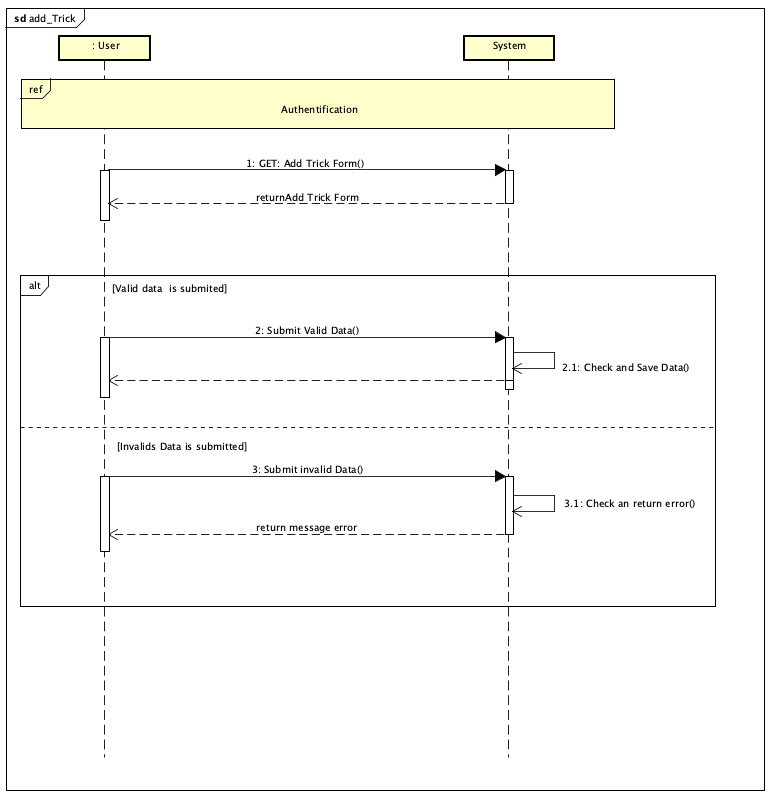 sd add_Trick
: User
System
ref
Authentification
1: GET: Add Trick Form()
returnAdd Trick Form
alt
[Valid data  is submited]
2: Submit Valid Data()
2.1: Check and Save Data()
[Invalids Data is submitted]
3: Submit invalid Data()
3.1: Check an return error()
return message error